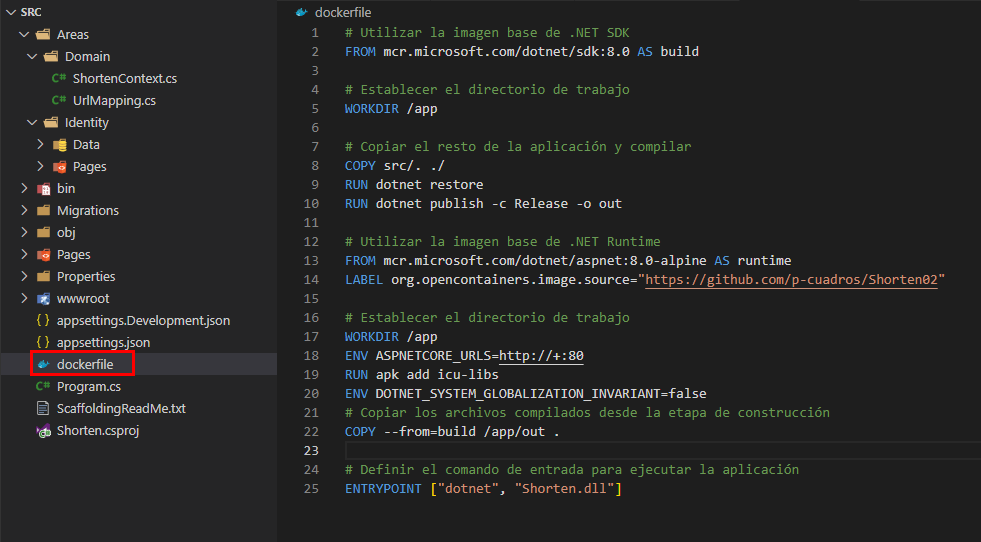 SRC
Areas
Domain
C# ShortenContext.cs
C# UrlMapping.cs
Identity
Data
Pages
bin
Migrations
obj
Pages
Properties
wwwroot
{} appsettings.Development.json
{} appsettings.json
dockerfile
C# Program.cs
ScaffoldingReadMe.txt
Shorten.csproj
dockerfile
1 # Utilizar la imagen base de .NET SDK
2 FROM mcr.microsoft.com/dotnet/sdk:8.0 AS build
3
4 # Establecer el directorio de trabajo
5 WORKDIR /app
6
7 # Copiar el resto de la aplicación y compilar
8 COPY src/. ./
9 RUN dotnet restore
10 RUN dotnet publish -c Release -o out
11
12 # Utilizar la imagen base de .NET Runtime
13 FROM mcr.microsoft.com/dotnet/aspnet:8.0-alpine AS runtime
14 LABEL org.opencontainers.image.source="https://github.com/p-cuadros/Shorten02"
15
16 # Establecer el directorio de trabajo
17 WORKDIR /app
18 ENV ASPNETCORE_URLS=http://+:80
19 RUN apk add icu-libs
20 ENV DOTNET_SYSTEM_GLOBALIZATION_INVARIANT=false
21 # Copiar los archivos compilados desde la etapa de construcción
22 COPY --from=build /app/out .
23
24 # Definir el comando de entrada para ejecutar la aplicación
25 ENTRYPOINT ["dotnet", "Shorten.dll"]